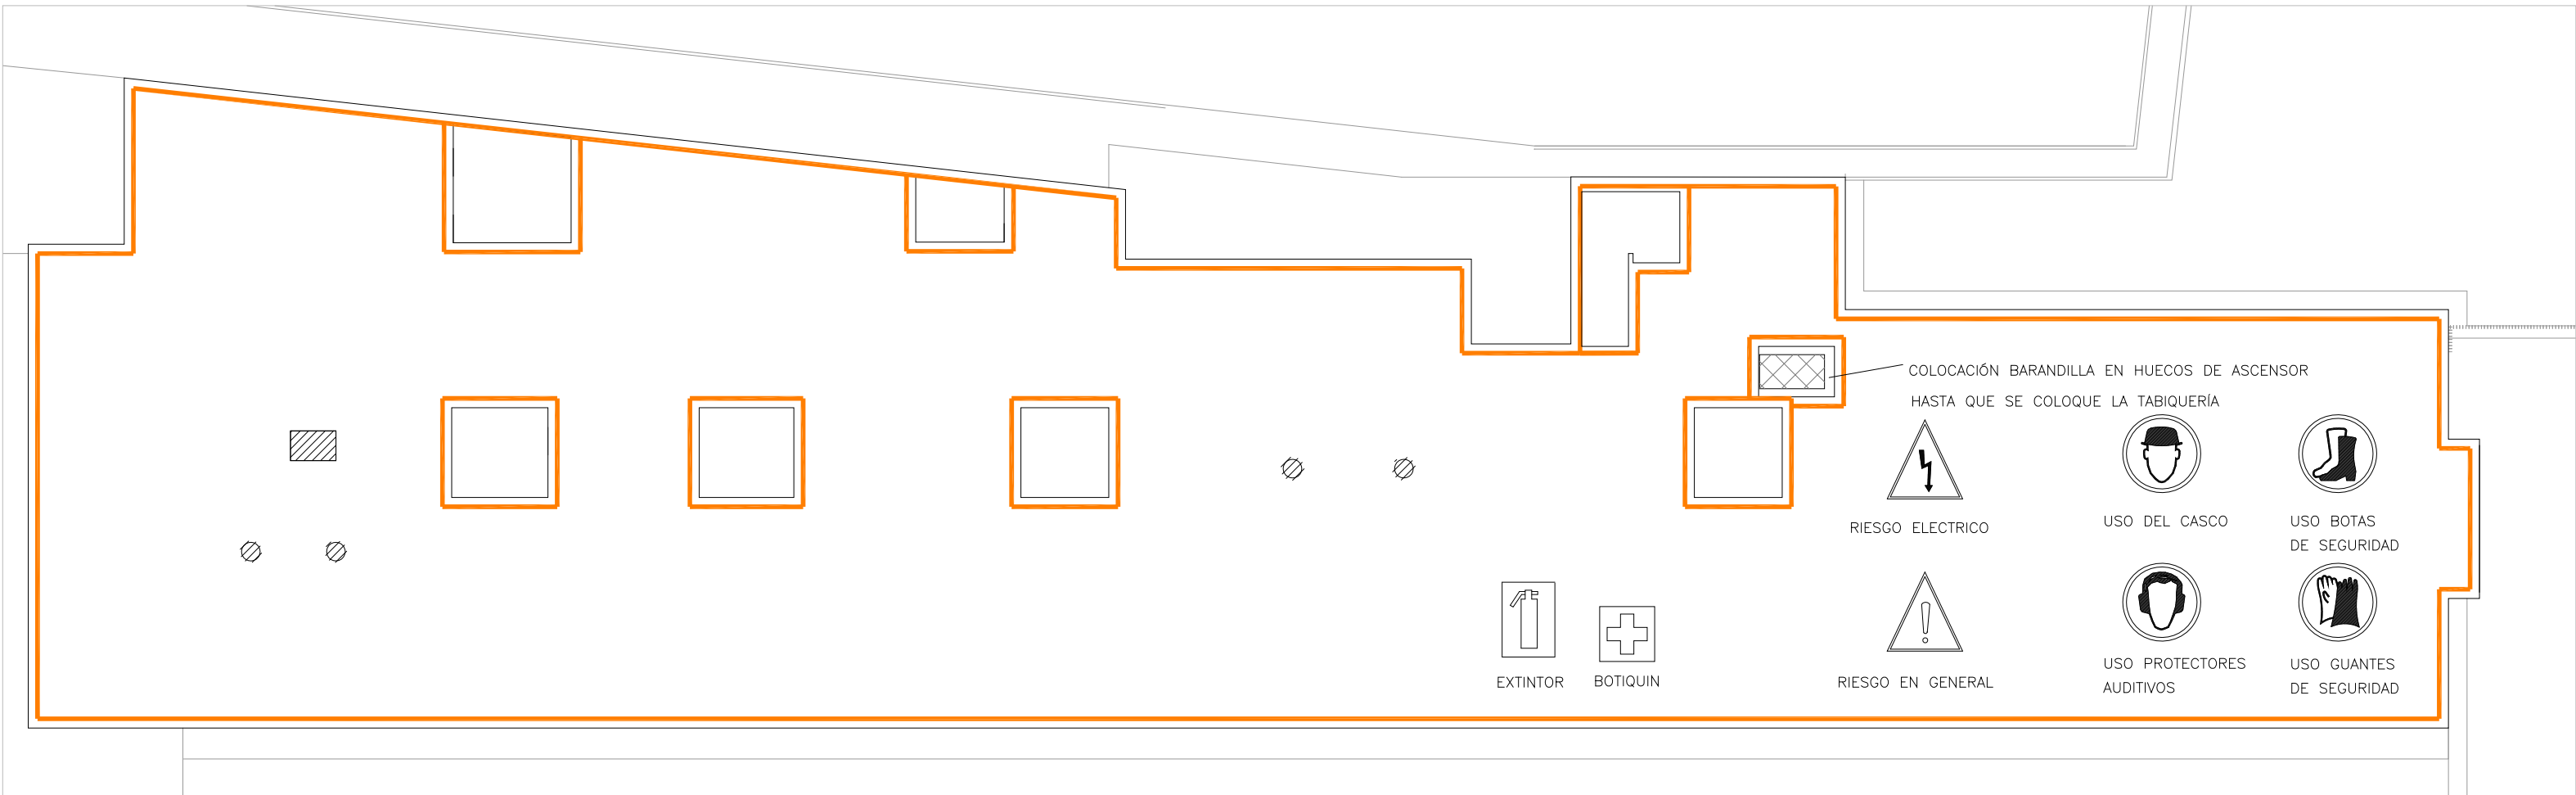 COLOCACIÓN BARANDILLA EN HUECOS DE ASCENSOR
HASTA QUE SE COLOQUE LA TABIQUERÍA
RIESGO ELECTRICO
USO DEL CASCO
USO BOTAS
DE SEGURIDAD
EXTINTOR
BOTIQUIN
RIESGO EN GENERAL
USO PROTECTORES
AUDITIVOS
USO GUANTES
DE SEGURIDAD